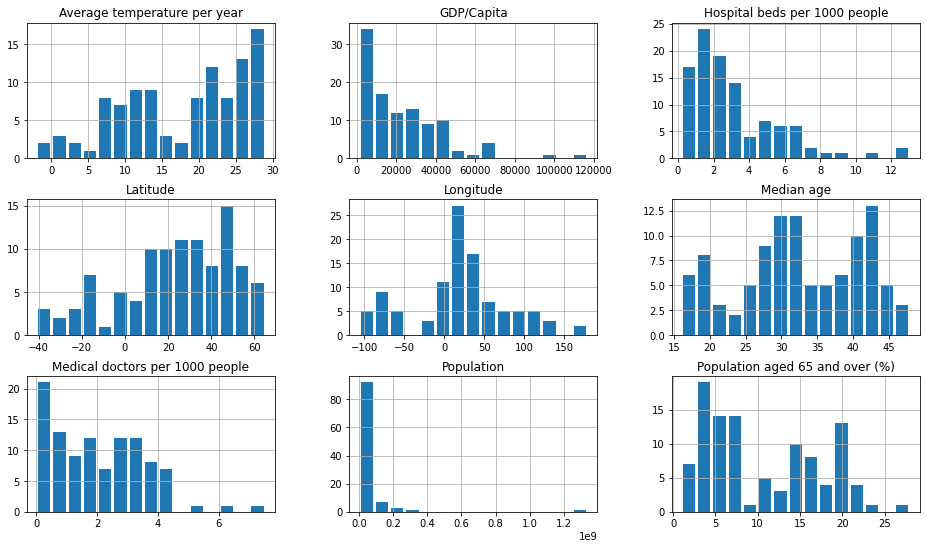 Average temperature per year
15
10
5
0
0 5 10 15 20 25 30
GDP/Capita
30
20
10
0
0 20000 40000 60000 80000 100000 120000
Hospital beds per 1000 people
25
20
15
10
5
0
0 2 4 6 8 10 12
Latitude
15
10
5
0
−40 −20 0 20 40 60
Longitude
25
20
15
10
5
0
−100 −50 0 50 100 150
Median age
12.5
10.0
7.5
5.0
2.5
0.0
15 20 25 30 35 40 45
Medical doctors per 1000 people
20
15
10
5
0
0 2 4 6
Population
80
60
40
20
0
0.0 0.2 0.4 0.6 0.8 1.0 1.2
1e9
Population aged 65 and over (%)
15
10
5
0
0 5 10 15 20 25